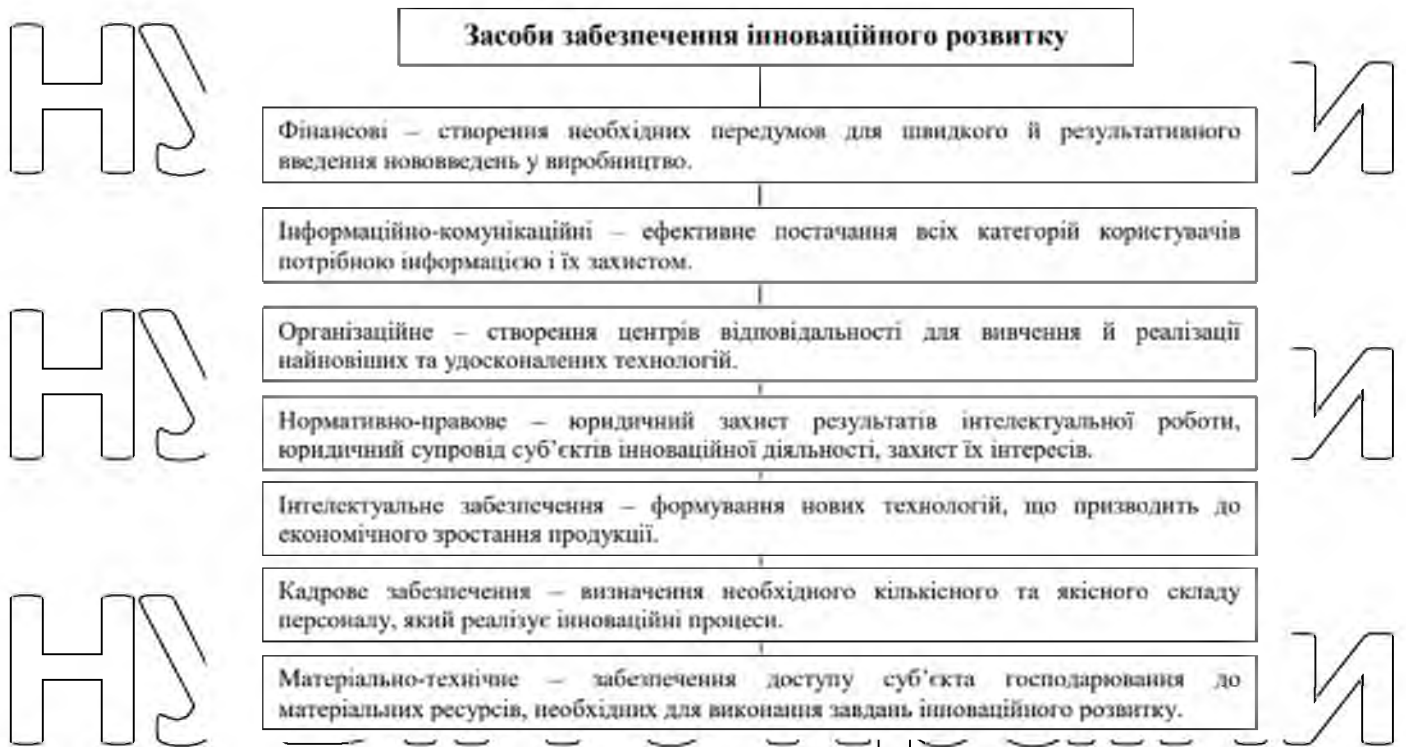 Засоби забезпечення інноваційного розвитку
Фінансові – створення необхідних передумов для швидкого й результативного
введення нововведень у виробництво.
Інформаційно-комунікаційні – ефективне постачання всіх категорій користувачів
потрібною інформацією і їх захистом.
Організаційне – створення центрів відповідальності для вивчення й реалізації
найновіших та удосконалених технологій.
Нормативно-правове – юридичний захист результатів інтелектуальної роботи,
юридичний супровід суб’єктів інноваційної діяльності, захист їх інтересів.
Інтелектуальне забезпечення – формування нових технологій, що призводить до
економічного зростання продукції.
Кадрове забезпечення – визначення необхідного кількісного та якісного складу
персоналу, який реалізує інноваційні процеси.
Матеріально-технічне – забезпечення доступу суб’єкта господарювання до
матеріальних ресурсів, необхідних для виконання завдань інноваційного розвитку.